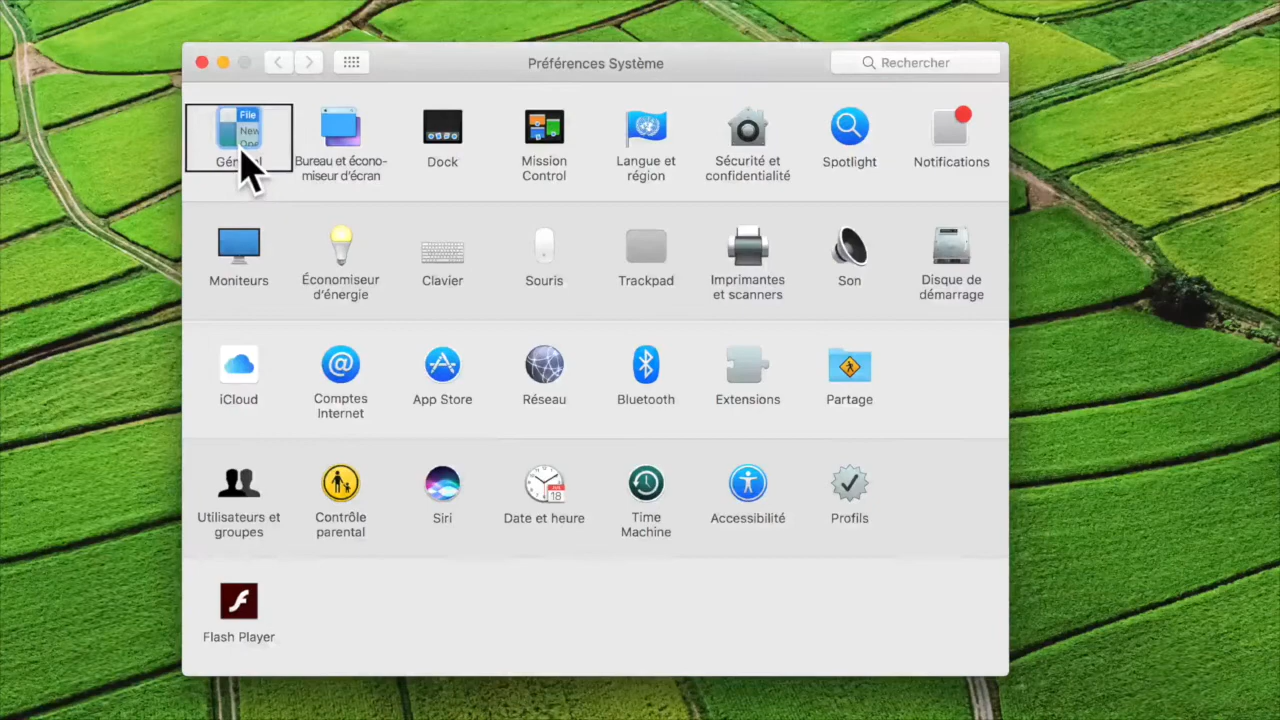 Préférences Système
Rechercher
File
New
Bureau et écono-
miseur d'écran
Dock
Mission
Control
Langue et
région
Sécurité et
confidentialité
Spotlight
Notifications
Moniteurs
Économiseur
d'énergie
Clavier
Souris
Trackpad
Imprimantes
et scanners
Son
Disque de
démarrage
iCloud
Comptes
Internet
App Store
Réseau
Bluetooth
Extensions
Partage
Utilisateurs et
groupes
Contrôle
parental
Siri
JUL
18
Date et heure
Time
Machine
Accessibilité
Profils
Flash Player